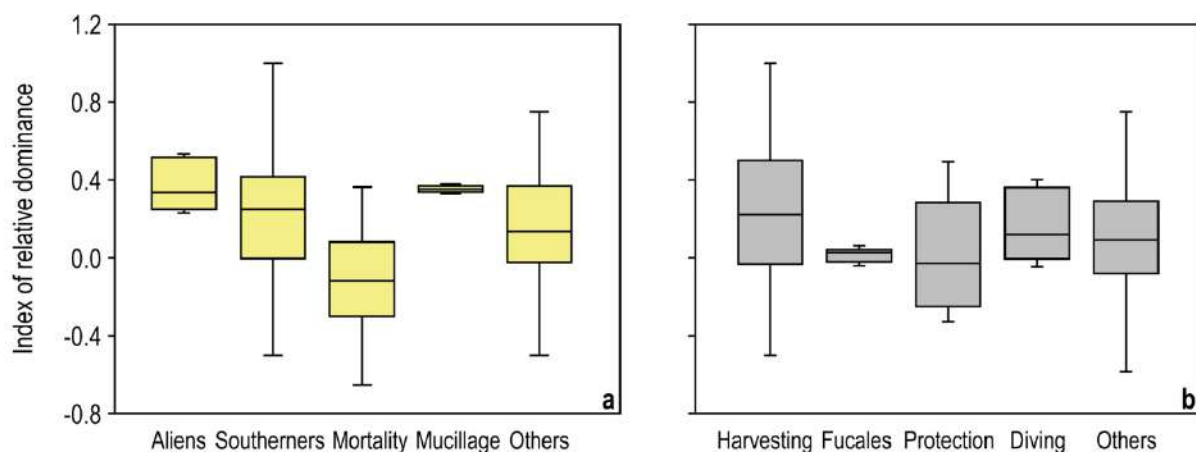 Index of relative dominance
1.2
0.8
0.4
0.0
-0.4
-0.8
a
b
Aliens Southerners Mortality Mucillage Others
Harvesting Fucales Protection Diving Others